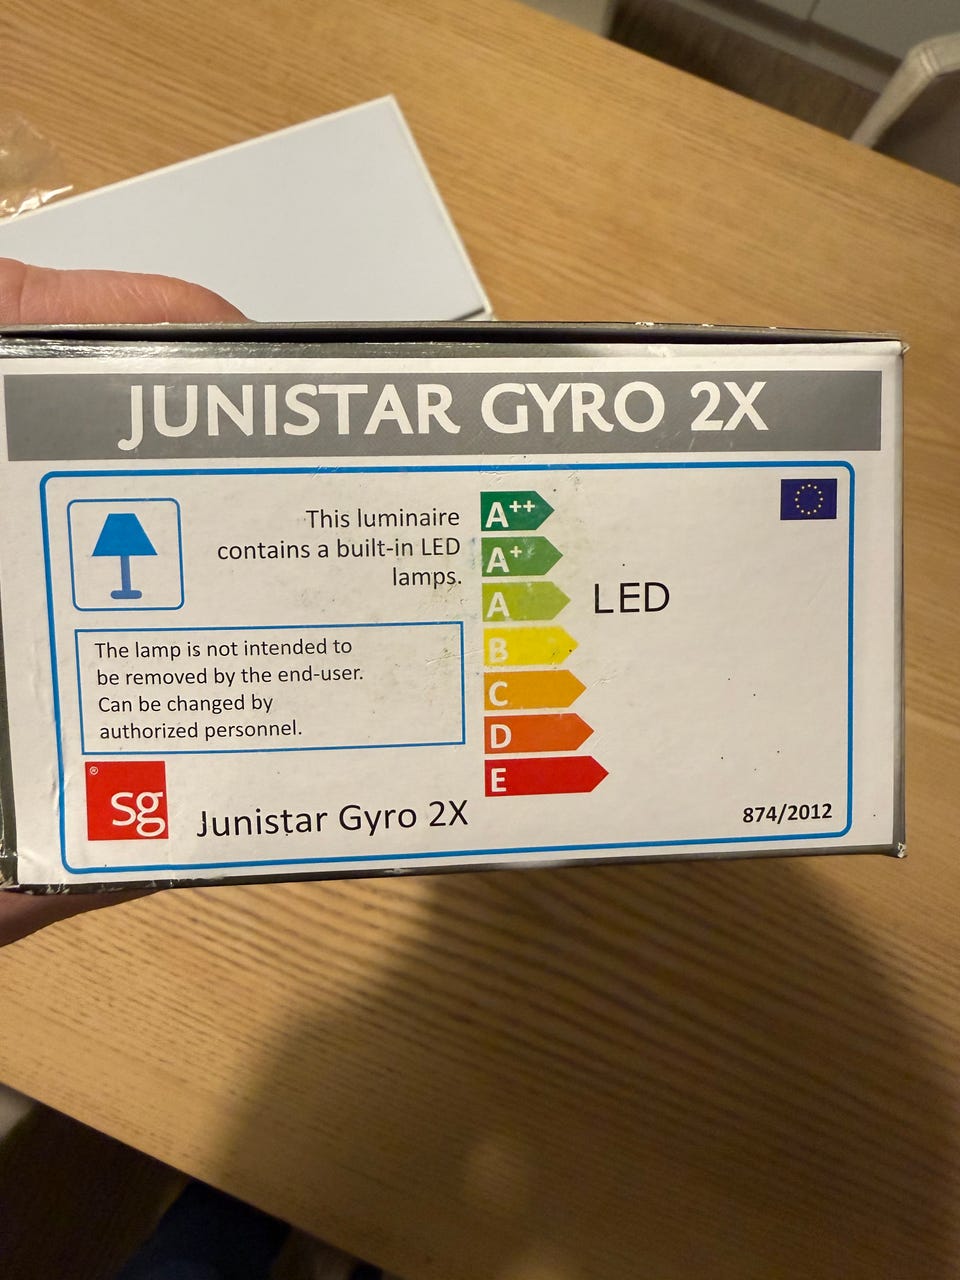 JUNISTAR GYRO 2X
This luminaire
contains a built-in LED
lamps.
The lamp is not intended to
be removed by the end-user.
Can be changed by
authorized personnel.
A++
A+
A
B
C
D
E
LED
® sg
Junistar Gyro 2X
874/2012